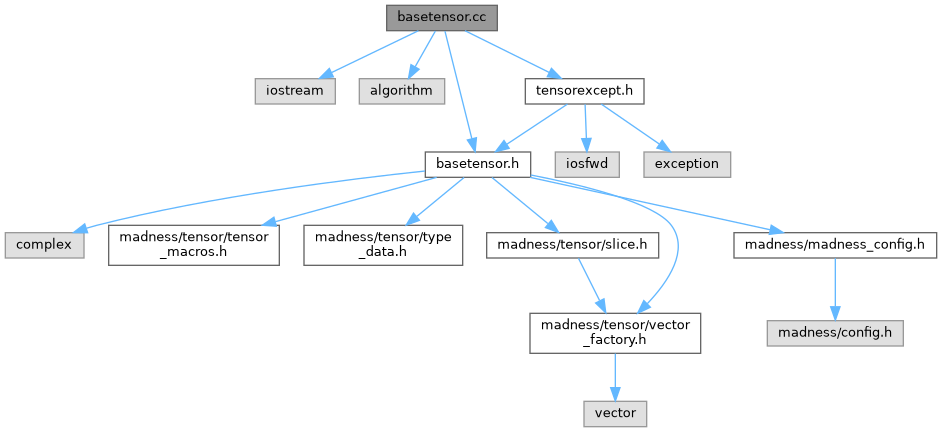 basetensor.cc
iostream
algorithm
tensorexcept.h
basetensor.h
iosfwd
exception
complex
madness/tensor/tensor
_macros.h
madness/tensor/type
_data.h
madness/tensor/slice.h
madness/madness_config.h
madness/tensor/vector
_factory.h
madness/config.h
vector